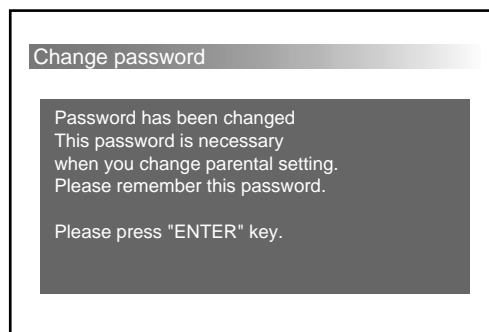 Change password
Password has been changed
This password is necessary
when you change parental setting.
Please remember this password.
Please press "ENTER" key.